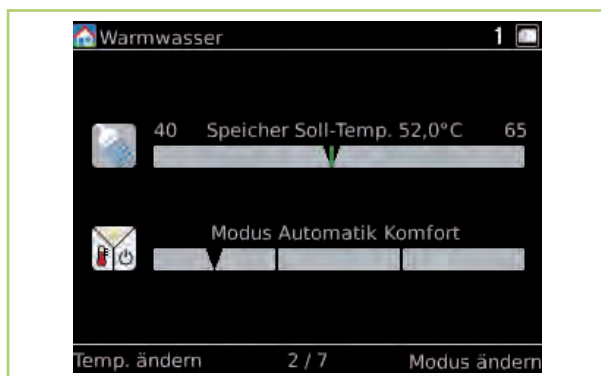 Warmwasser 1
40 Speicher Soll-Temp. 52,0°C 65
Modus Automatik Komfort
Temp. ändern 2 / 7 Modus ändern